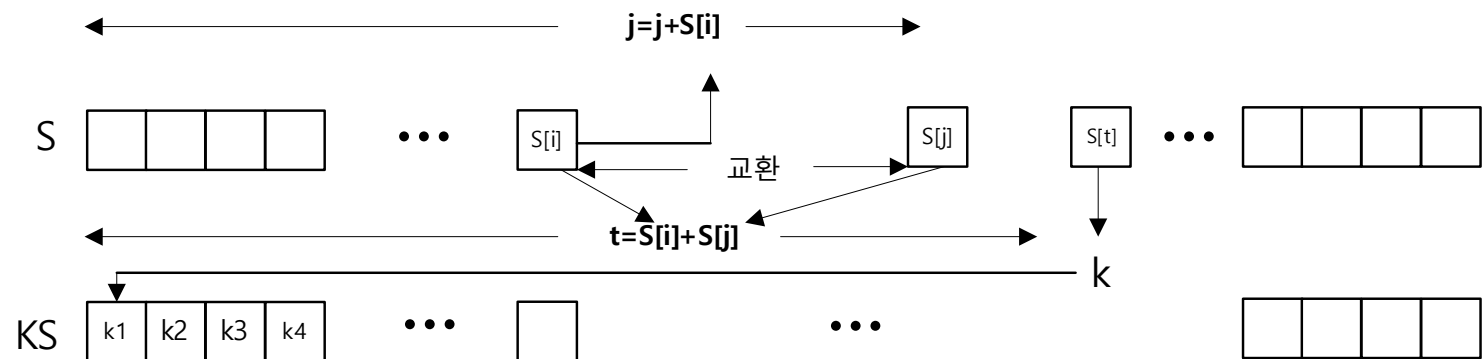 j=j+S[i]
S ••• S[i] S[j] S[t] •••
교환
t=S[i]+S[j]
k
KS k1 k2 k3 k4 ••• •••